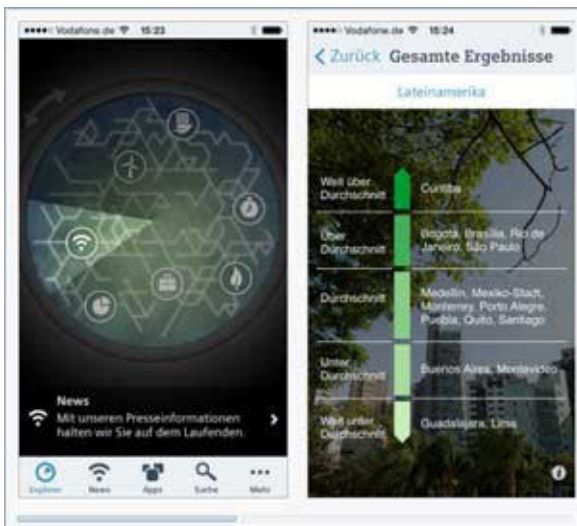 Vodafone.de 15:23
News
Mit unseren Presseinformationen
halten wir Sie auf dem Laufenden.
Explorer News Apps Suche Mehr
Vodafone.de 15:24
Zurück Gesamte Ergebnisse
Lateinamerika
Weit über
Durchschnitt
Curitiba
Über
Durchschnitt
Bogotá, Brasília, Rio de
Janeiro, São Paulo
Durchschnitt
Medellín, Mexiko-Stadt,
Monterrey, Porto Alegre,
Puebla, Quito, Santiago
Unter
Durchschnitt
Buenos Aires, Montevideo
Weit unter
Durchschnitt
Guadalajara, Lima